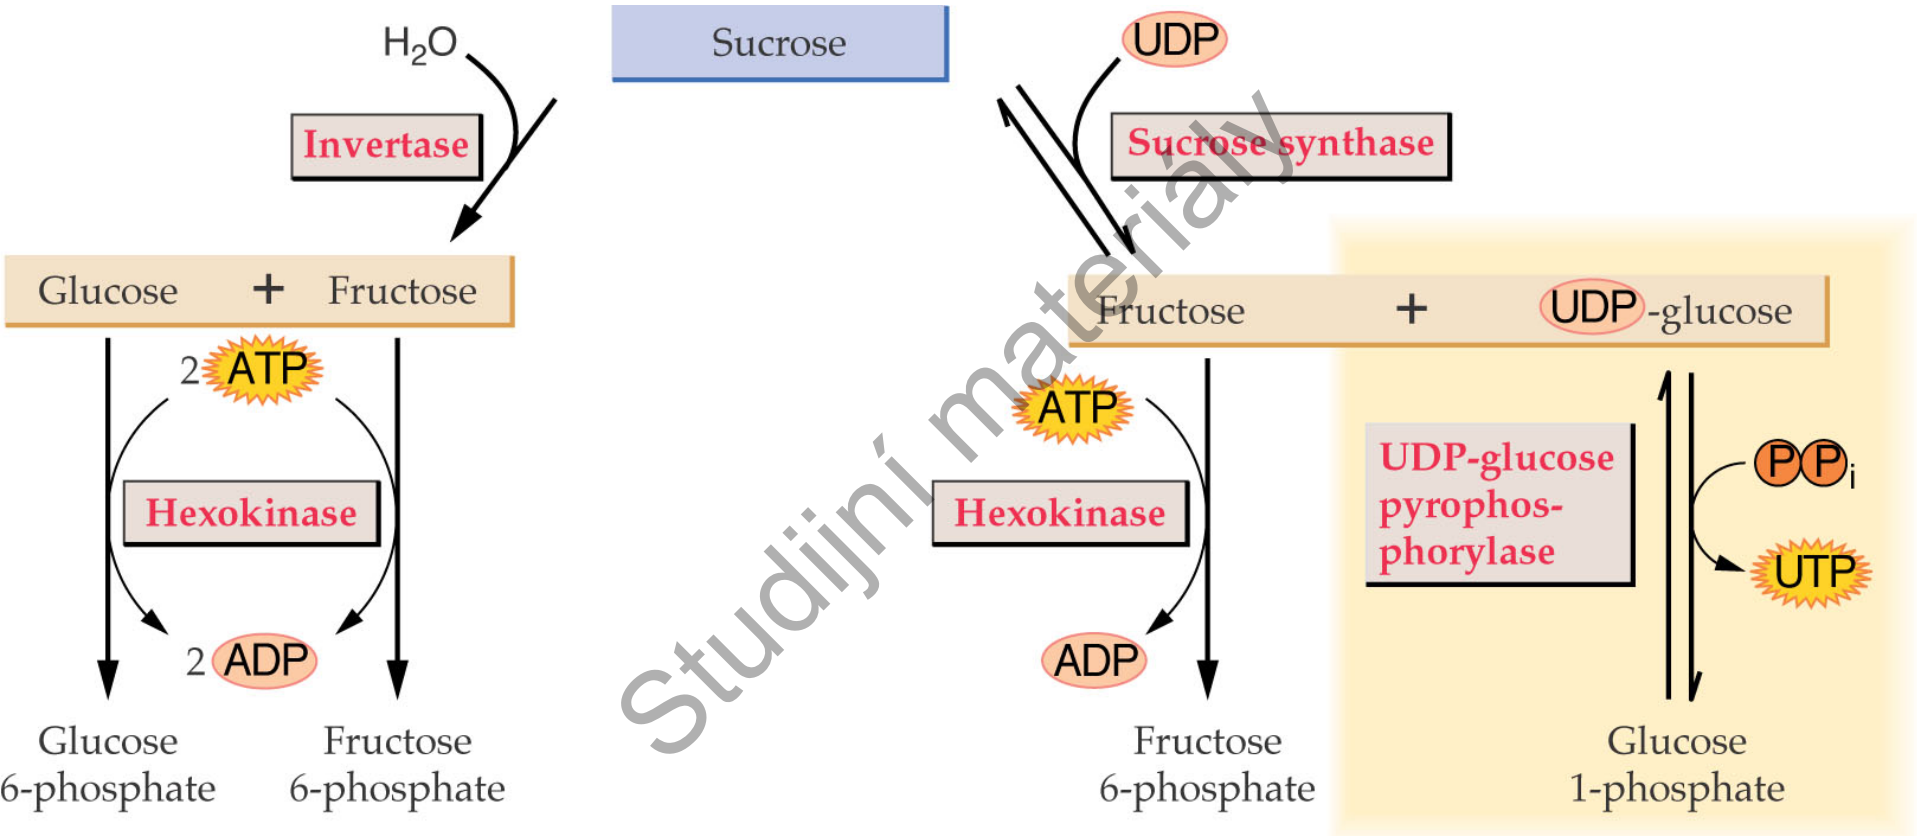 H2O
Sucrose
UDP
Invertase
Sucrose synthase
Glucose + Fructose
Fructose + UDP-glucose
2 ATP
ATP
UDP-glucose
pyrophos-
phorylase
PPi
Hexokinase
Hexokinase
UTP
2 ADP
ADP
Glucose
6-phosphate
Fructose
6-phosphate
Fructose
6-phosphate
Glucose
1-phosphate
Studijní materiály